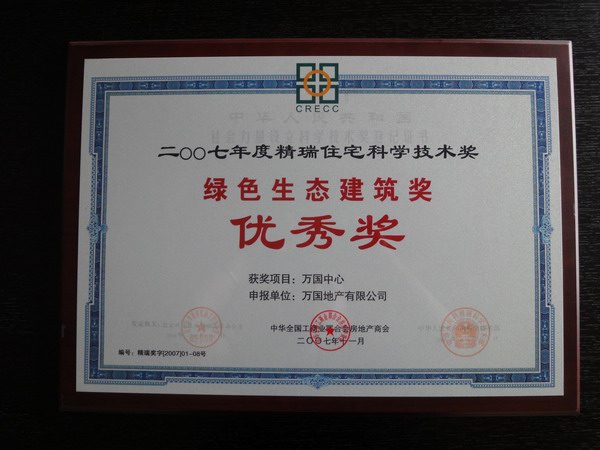 CRECC
二〇〇七年度精瑞住宅科学技术奖
绿色生态建筑奖
优秀奖
获奖项目：万国中心
申报单位：万国地产有限公司
中华全国工商业联合会房地产商会
二〇〇七年十一月
编号：精瑞奖字[2007]01-08号